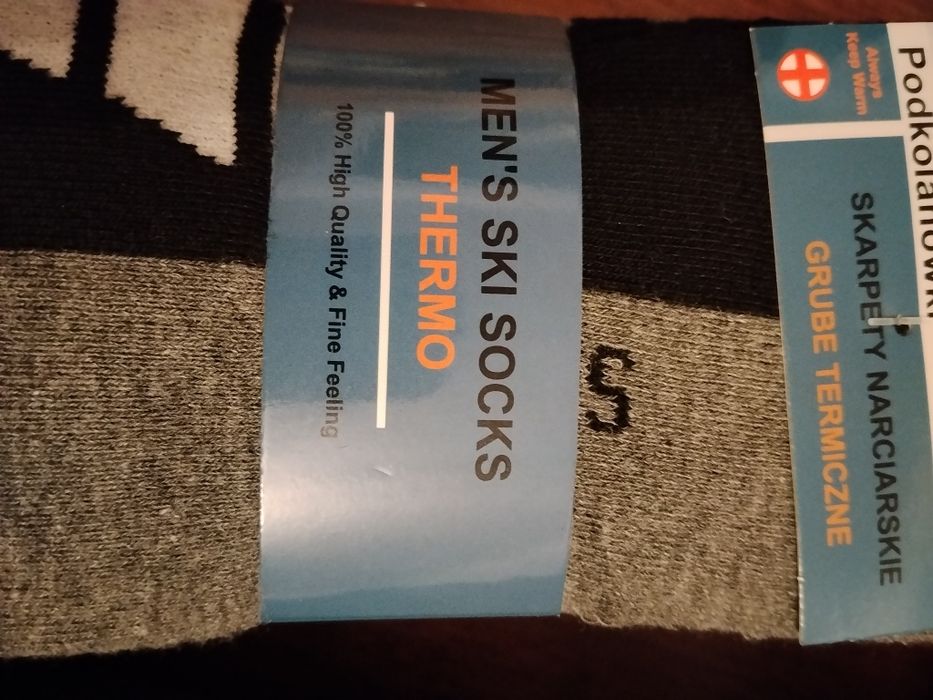 MEN'S SKI SOCKS
THERMO
100% High Quality & Fine Feeling
S
Podkolanówki
Always
Keep Warm
SKARPETY NARCIARSKIE
GRUBE TERMICZNE